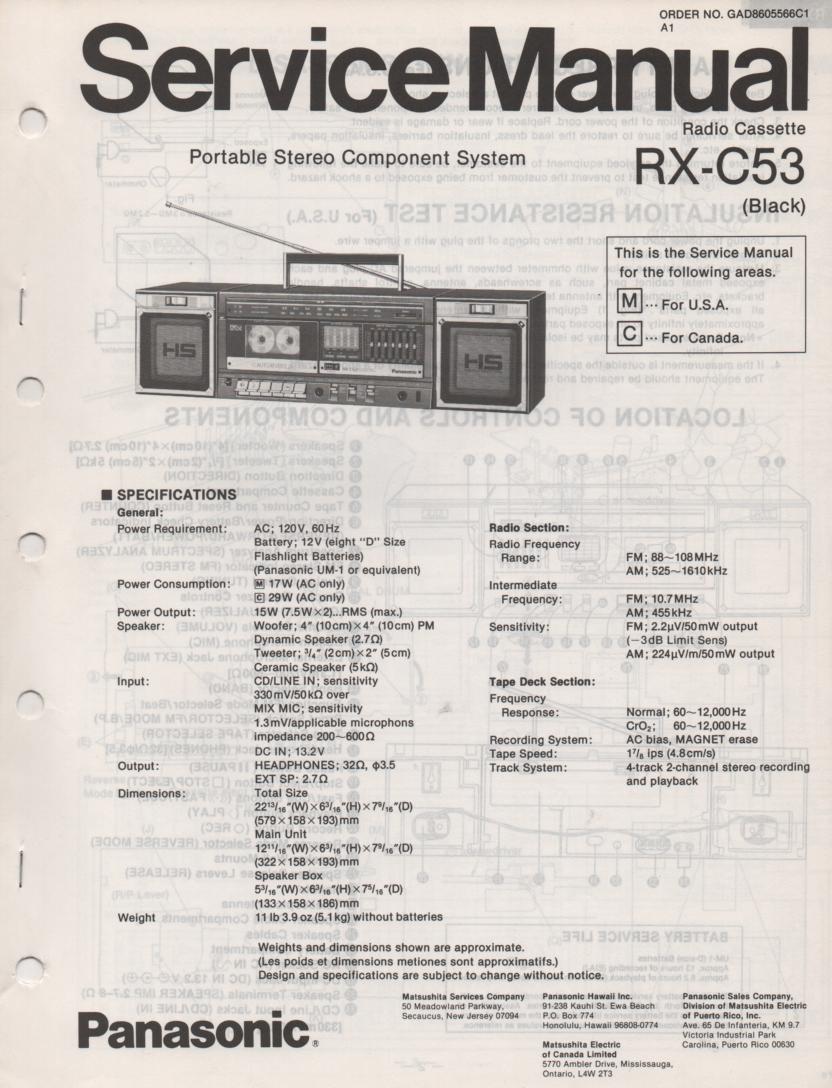 ORDER NO. GAD8605566C1
A1
Service Manual
Radio Cassette
Portable Stereo Component System
RX-C53
(Black)
This is the Service Manual
for the following areas.
M ··· For U.S.A.
C ··· For Canada.
HS
HS
Panasonic
■ SPECIFICATIONS
General:
Power Requirement: AC; 120V, 60Hz
Battery; 12V (eight "D" Size
Flashlight Batteries)
(Panasonic UM-1 or equivalent)
Power Consumption: M 17W (AC only)
C 29W (AC only)
Power Output: 15W (7.5W×2)...RMS (max.)
Speaker: Woofer; 4″ (10cm)×4″ (10cm) PM
Dynamic Speaker (2.7Ω)
Tweeter; 3/4″ (2cm)×2″ (5cm)
Ceramic Speaker (5kΩ)
Input: CD/LINE IN; sensitivity
330mV/50kΩ over
MIX MIC; sensitivity
1.3mV/applicable microphons
impedance 200~600Ω
DC IN; 13.2V
Output: HEADPHONES; 32Ω, φ3.5
EXT SP: 2.7Ω
Dimensions: Total Size
22 13/16″(W)×6 3/16″(H)×7 9/16″(D)
(579×158×193)mm
Main Unit
12 11/16″(W)×6 3/16″(H)×7 9/16″(D)
(322×158×193)mm
Speaker Box
5 3/16″(W)×6 3/16″(H)×7 5/16″(D)
(133×158×186)mm
Weight 11 lb 3.9 oz (5.1 kg) without batteries
Radio Section:
Radio Frequency
Range: FM; 88~108MHz
AM; 525~1610kHz
Intermediate
Frequency: FM; 10.7MHz
AM; 455kHz
Sensitivity: FM; 2.2μV/50mW output
(−3dB Limit Sens)
AM; 224μV/m/50mW output
Tape Deck Section:
Frequency
Response: Normal; 60~12,000Hz
CrO2; 60~12,000Hz
Recording System: AC bias, MAGNET erase
Tape Speed: 1 7/8 ips (4.8cm/s)
Track System: 4-track 2-channel stereo recording
and playback
Weights and dimensions shown are approximate.
(Les poids et dimensions metiones sont approximatifs.)
Design and specifications are subject to change without notice.
Panasonic®
Matsushita Services Company
50 Meadowland Parkway,
Secaucus, New Jersey 07094
Panasonic Hawaii Inc.
91-238 Kauhi St. Ewa Beach
P.O. Box 774
Honolulu, Hawaii 96808-0774
Matsushita Electric
of Canada Limited
5770 Ambler Drive, Mississauga,
Ontario, L4W 2T3
Panasonic Sales Company,
Division of Matsushita Electric
of Puerto Rico, Inc.
Ave. 65 De Infanteria, KM 9.7
Victoria Industrial Park
Carolina, Puerto Rico 00630